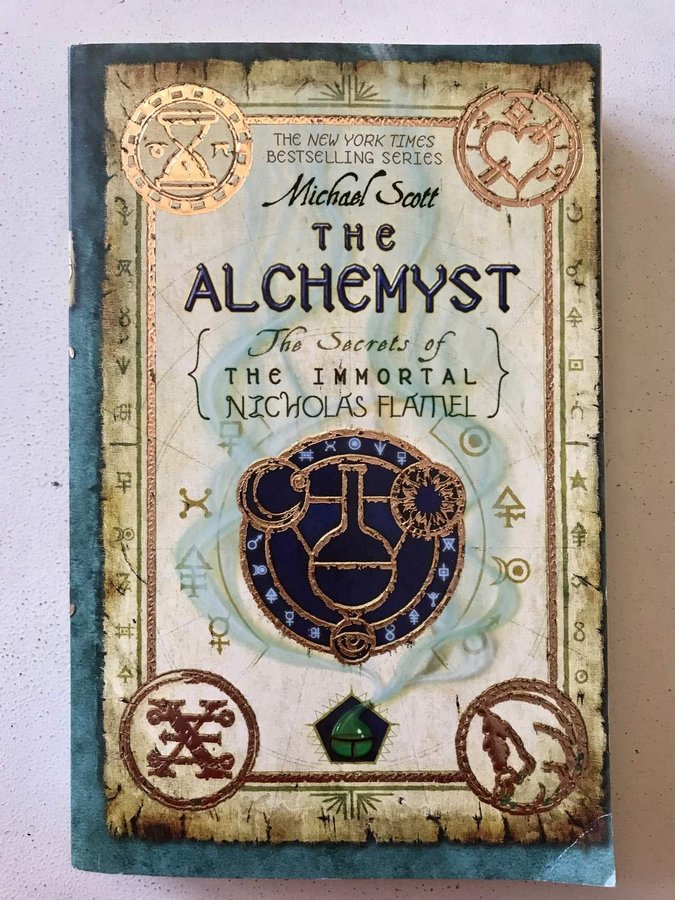 THE NEW YORK TIMES
BESTSELLING SERIES
Michael Scott
THE
ALCHEMYST
The Secrets of
THE IMMORTAL
NICHOLAS FLAMEL